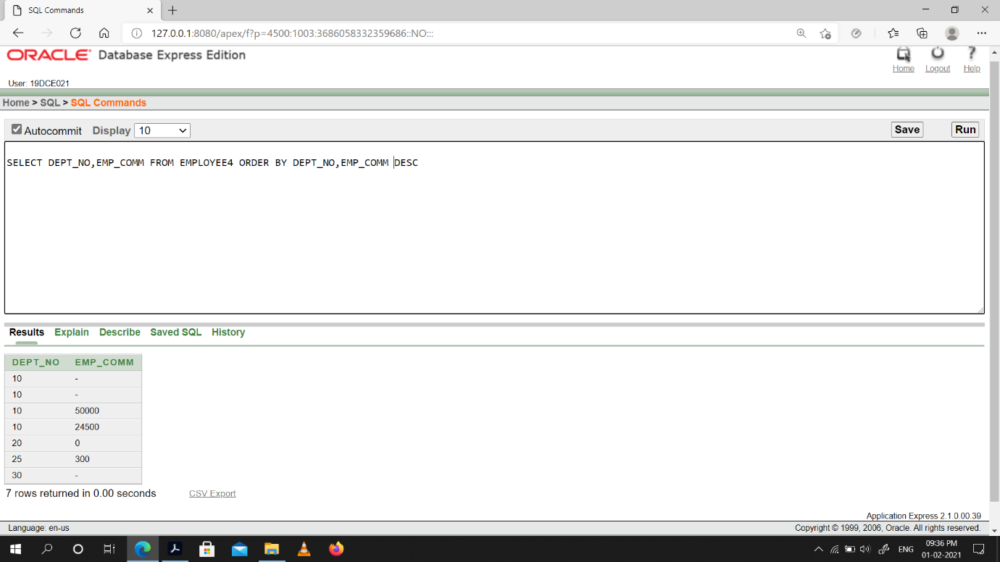 SQL Commands
127.0.0.1:8080/apex/f?p=4500:1003:3686058332359686::NO:::
ORACLE Database Express Edition
Home Logout Help
User: 19DCE021
Home > SQL > SQL Commands
Autocommit Display 10 Save Run
SELECT DEPT_NO,EMP_COMM FROM EMPLOYEE4 ORDER BY DEPT_NO,EMP_COMM DESC
Results Explain Describe Saved SQL History
DEPT_NO EMP_COMM
10 -
10 -
10 50000
10 24500
20 0
25 300
30 -
7 rows returned in 0.00 seconds CSV Export
Application Express 2.1.0.00.39
Language: en-us Copyright © 1999, 2006, Oracle. All rights reserved.
ENG 09:36 PM
01-02-2021